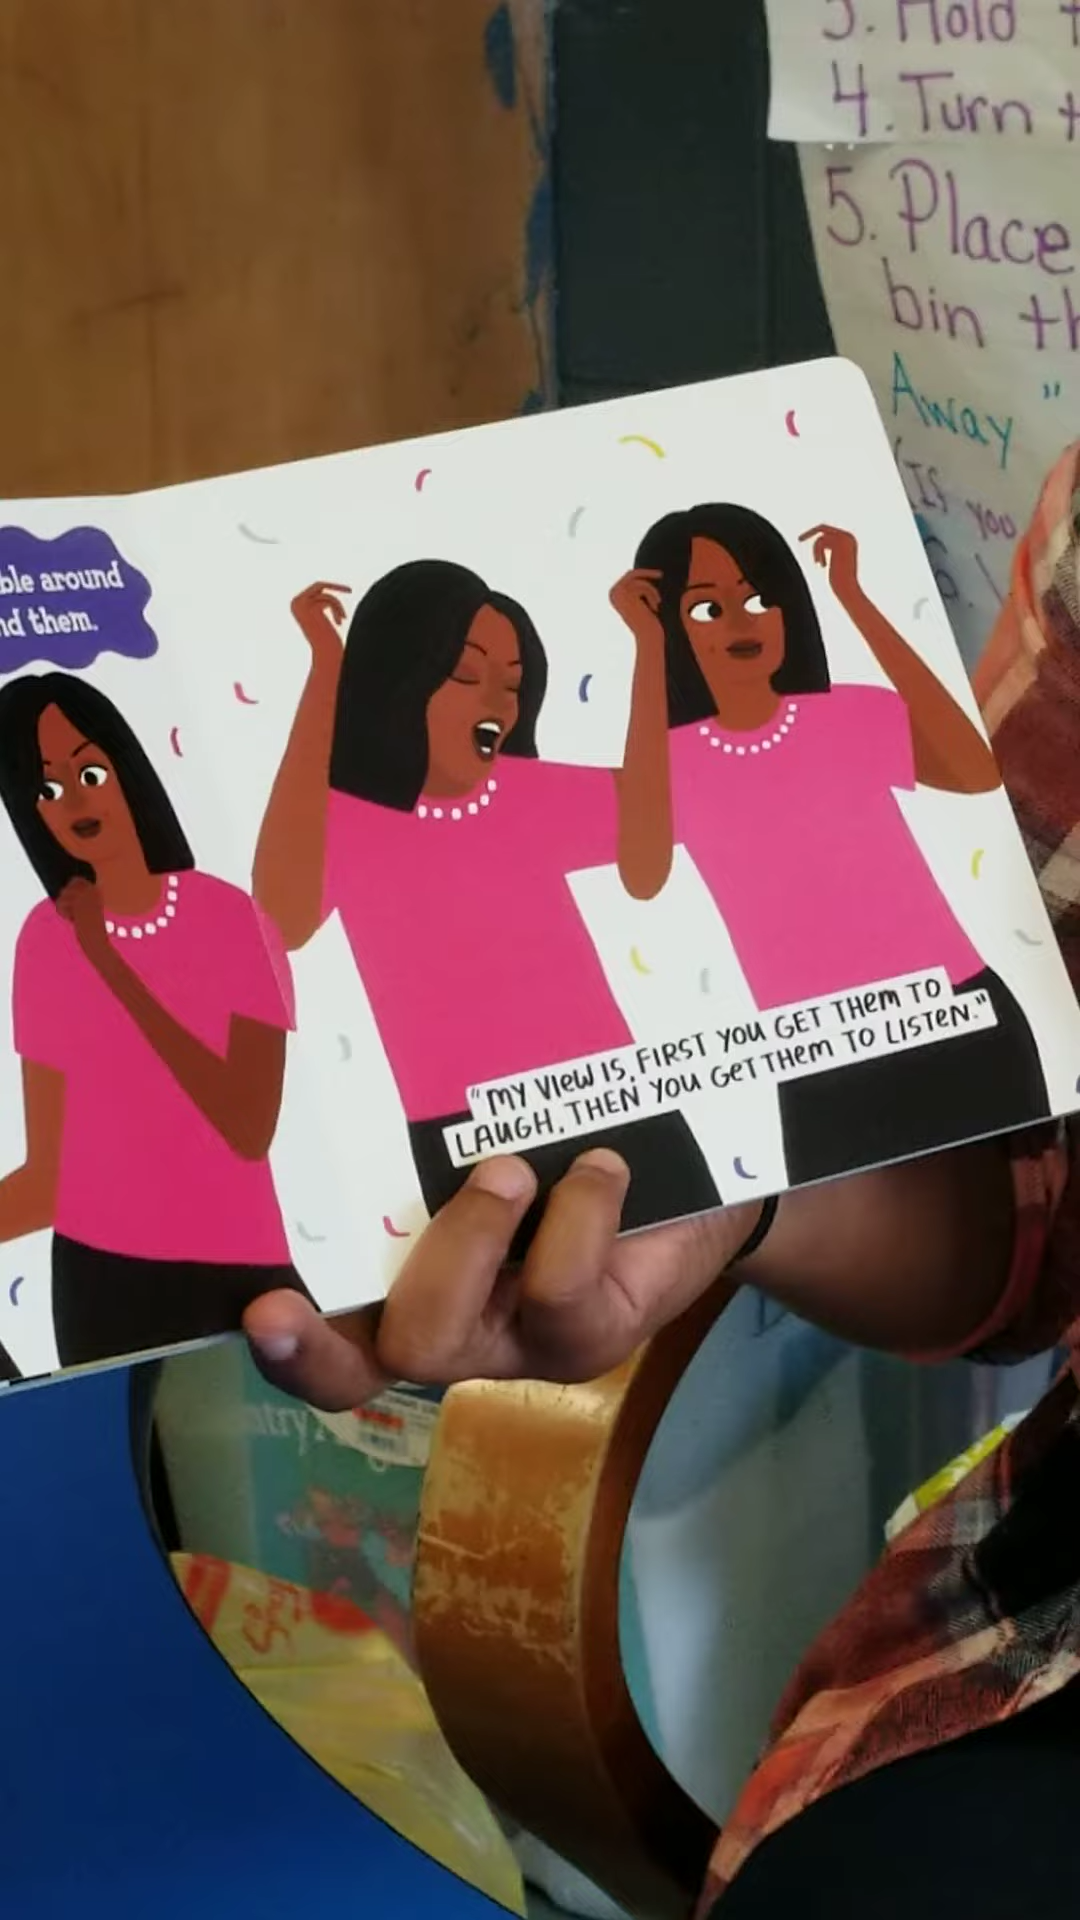 3. Hold
4. Turn
5. Place
bin th
Away "
(If you
6.
ble around
nd them.
"MY VIEW IS, FIRST YOU GET THEM TO
LAUGH, THEN YOU GET THEM TO LISTEN."